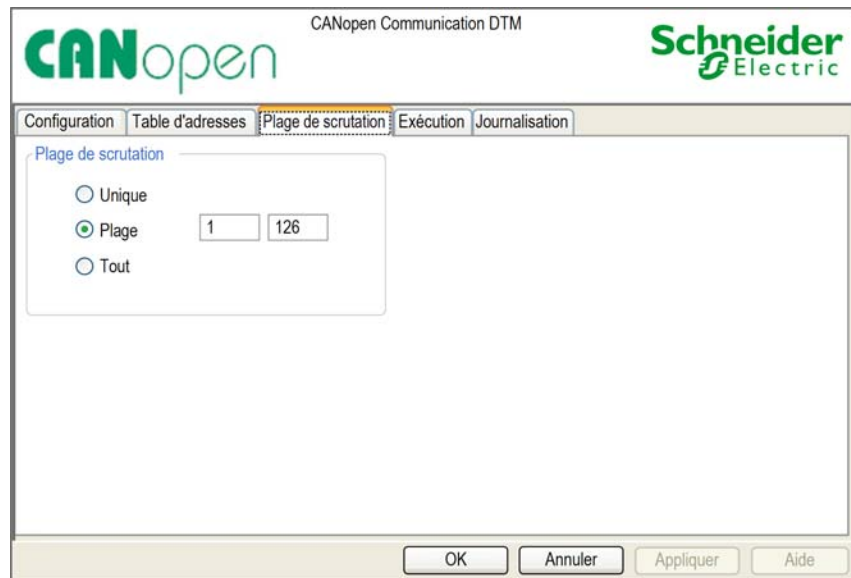 CANopen Communication DTM
CANopen
Schneider
Electric
Configuration Table d'adresses Plage de scrutation Exécution Journalisation
Plage de scrutation
Unique
Plage 1 126
Tout
OK Annuler Appliquer Aide